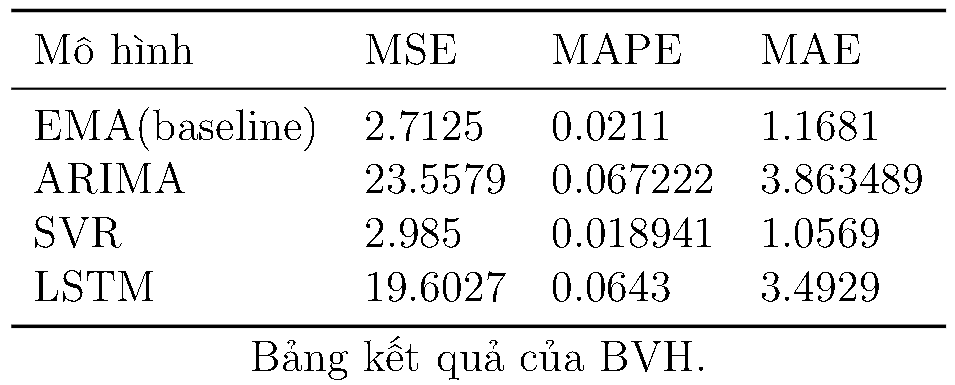 Mô hình MSE MAPE MAE
EMA(baseline) 2.7125 0.0211 1.1681
ARIMA 23.5579 0.067222 3.863489
SVR 2.985 0.018941 1.0569
LSTM 19.6027 0.0643 3.4929
Bảng kết quả của BVH.